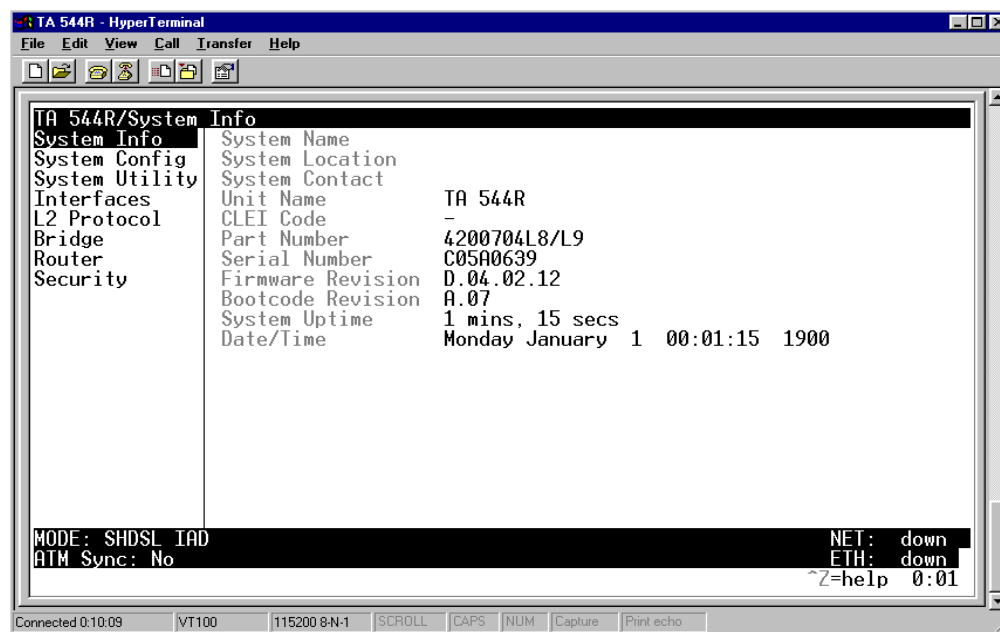 TA 544R - HyperTerminal
File Edit View Call Transfer Help
TA 544R/System Info
System Info System Name
System Config System Location
System Utility System Contact
Interfaces Unit Name TA 544R
L2 Protocol CLEI Code -
Bridge Part Number 4200704L8/L9
Router Serial Number C05A0639
Security Firmware Revision D.04.02.12
Bootcode Revision A.07
System Uptime 1 mins, 15 secs
Date/Time Monday January 1 00:01:15 1900
MODE: SHDSL IAD NET: down
ATM Sync: No ETH: down
^Z=help 0:01
Connected 0:10:09 VT100 115200 8-N-1 SCROLL CAPS NUM Capture Print echo